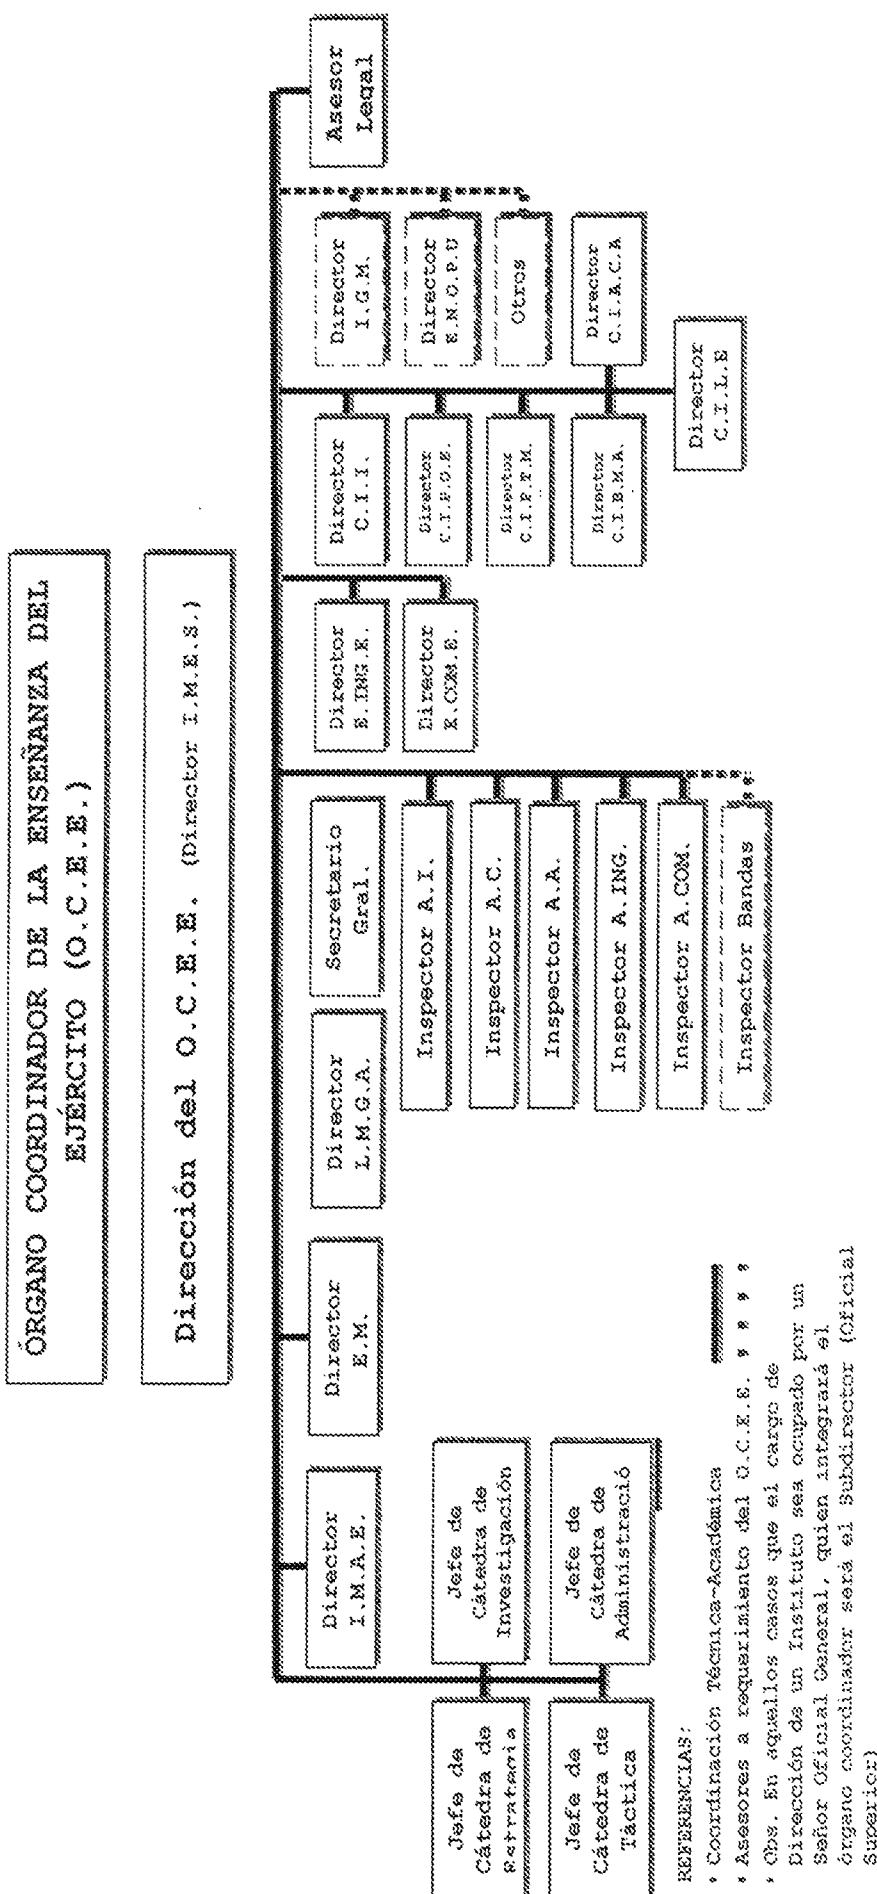 ÓRGANO COORDINADOR DE LA ENSEÑANZA DEL
EJÉRCITO (O.C.E.E.)
Dirección del O.C.E.E. (Director I.M.E.S.)
Director
I.M.A.E.
Director
E.M.
Director
L.M.G.A.
Secretario
Gral.
Director
E.ING.E.
Director
E.COM.E.
Director
C.I.I.
Director
C.I.P.O.E.
Director
C.I.P.T.M.
Director
C.I.B.M.A.
Director
I.G.M.
Director
E.N.O.P.U
Otros
Director
C.I.A.C.A
Director
C.I.L.E
Asesor
Legal
Inspector A.I.
Inspector A.C.
Inspector A.A.
Inspector A.ING.
Inspector A.COM.
Inspector Bandas
Jefe de
Cátedra de
Estrategia
Jefe de
Cátedra de
Investigación
Jefe de
Cátedra de
Táctica
Jefe de
Cátedra de
Administració
REFERENCIAS:
* Coordinación Técnica-Académica
* Asesores a requerimiento del O.C.E.E. * * * *
* Obs. En aquellos casos que el cargo de
Dirección de un Instituto sea ocupado por un
Señor Oficial General, quien integrará el
órgano coordinador será el Subdirector (Oficial
Superior)